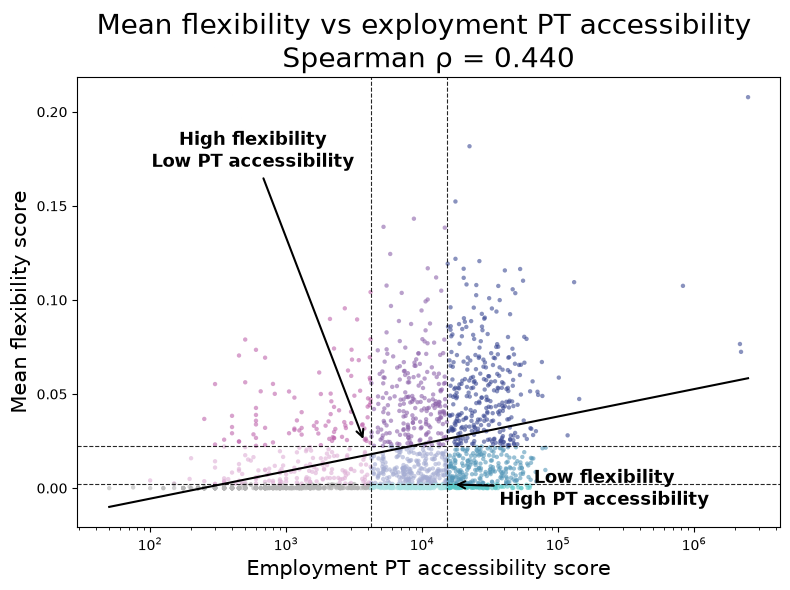 Mean flexibility vs employment PT accessibility
Spearman ρ = 0.440
High flexibility
Low PT accessibility
Low flexibility
High PT accessibility
Mean flexibility score
0.20
0.15
0.10
0.05
0.00
10²
10³
10⁴
10⁵
10⁶
Employment PT accessibility score